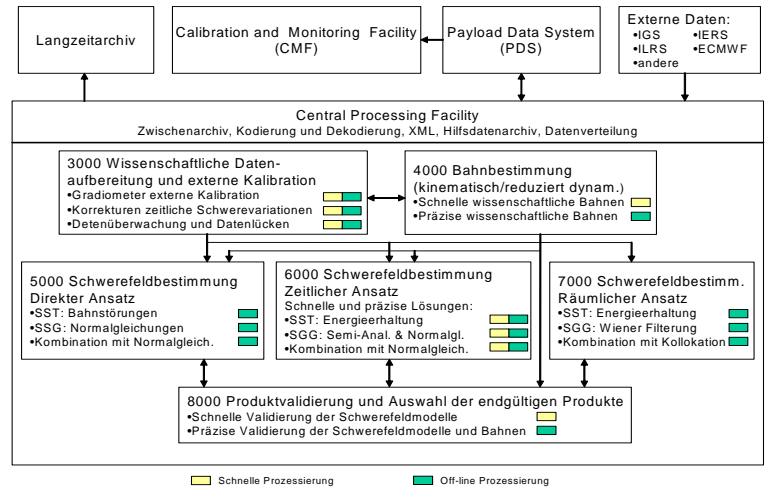 Langzeitarchiv
Calibration and Monitoring Facility
(CMF)
Payload Data System
(PDS)
Externe Daten:
•IGS •IERS
•ILRS •ECMWF
•andere
Central Processing Facility
Zwischenarchiv, Kodierung und Dekodierung, XML, Hilfsdatenarchiv, Datenverteilung
3000 Wissenschaftliche Daten-
aufbereitung und externe Kalibration
•Gradiometer externe Kalibration
•Korrekturen zeitliche Schwerevariationen
•Detenüberwachung und Datenlücken
4000 Bahnbestimmung
(kinematisch/reduziert dynam.)
•Schnelle wissenschaftliche Bahnen
•Präzise wissenschaftliche Bahnen
5000 Schwerefeldbestimmung
Direkter Ansatz
•SST: Bahnstörungen
•SSG: Normalgleichungen
•Kombination mit Normalgleich.
6000 Schwerefeldbestimmung
Zeitlicher Ansatz
Schnelle und präzise Lösungen:
•SST: Energieerhaltung
•SGG: Semi-Anal. & Normalgl.
•Kombination mit Normalgleich.
7000 Schwerefeldbestimm.
Räumlicher Ansatz
•SST: Energieerhaltung
•SGG: Wiener Filterung
•Kombination mit Kollokation
8000 Produktvalidierung und Auswahl der endgültigen Produkte
•Schnelle Validierung der Schwerefeldmodelle
•Präzise Validierung der Schwerefeldmodelle und Bahnen
Schnelle Prozessierung
Off-line Prozessierung